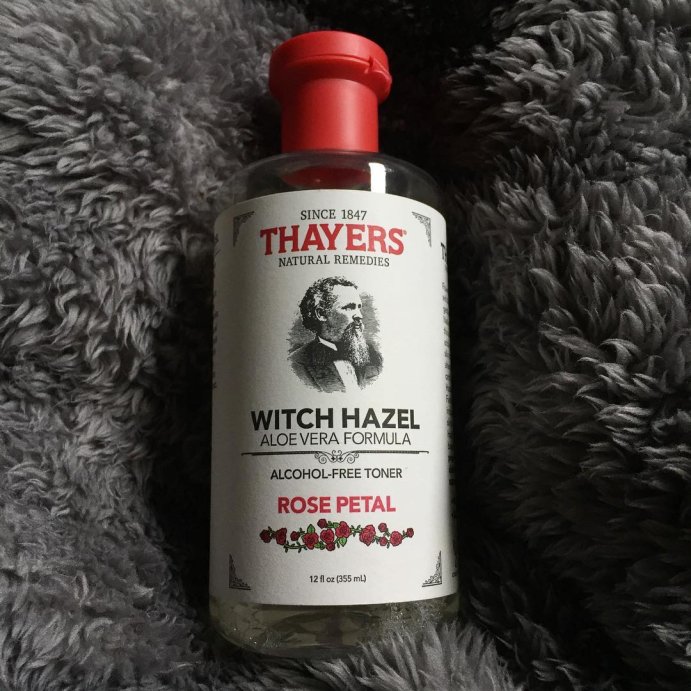 SINCE 1847
THAYERS®
NATURAL REMEDIES
WITCH HAZEL
ALOE VERA FORMULA
ALCOHOL-FREE TONER
ROSE PETAL
12 fl oz (355 mL)